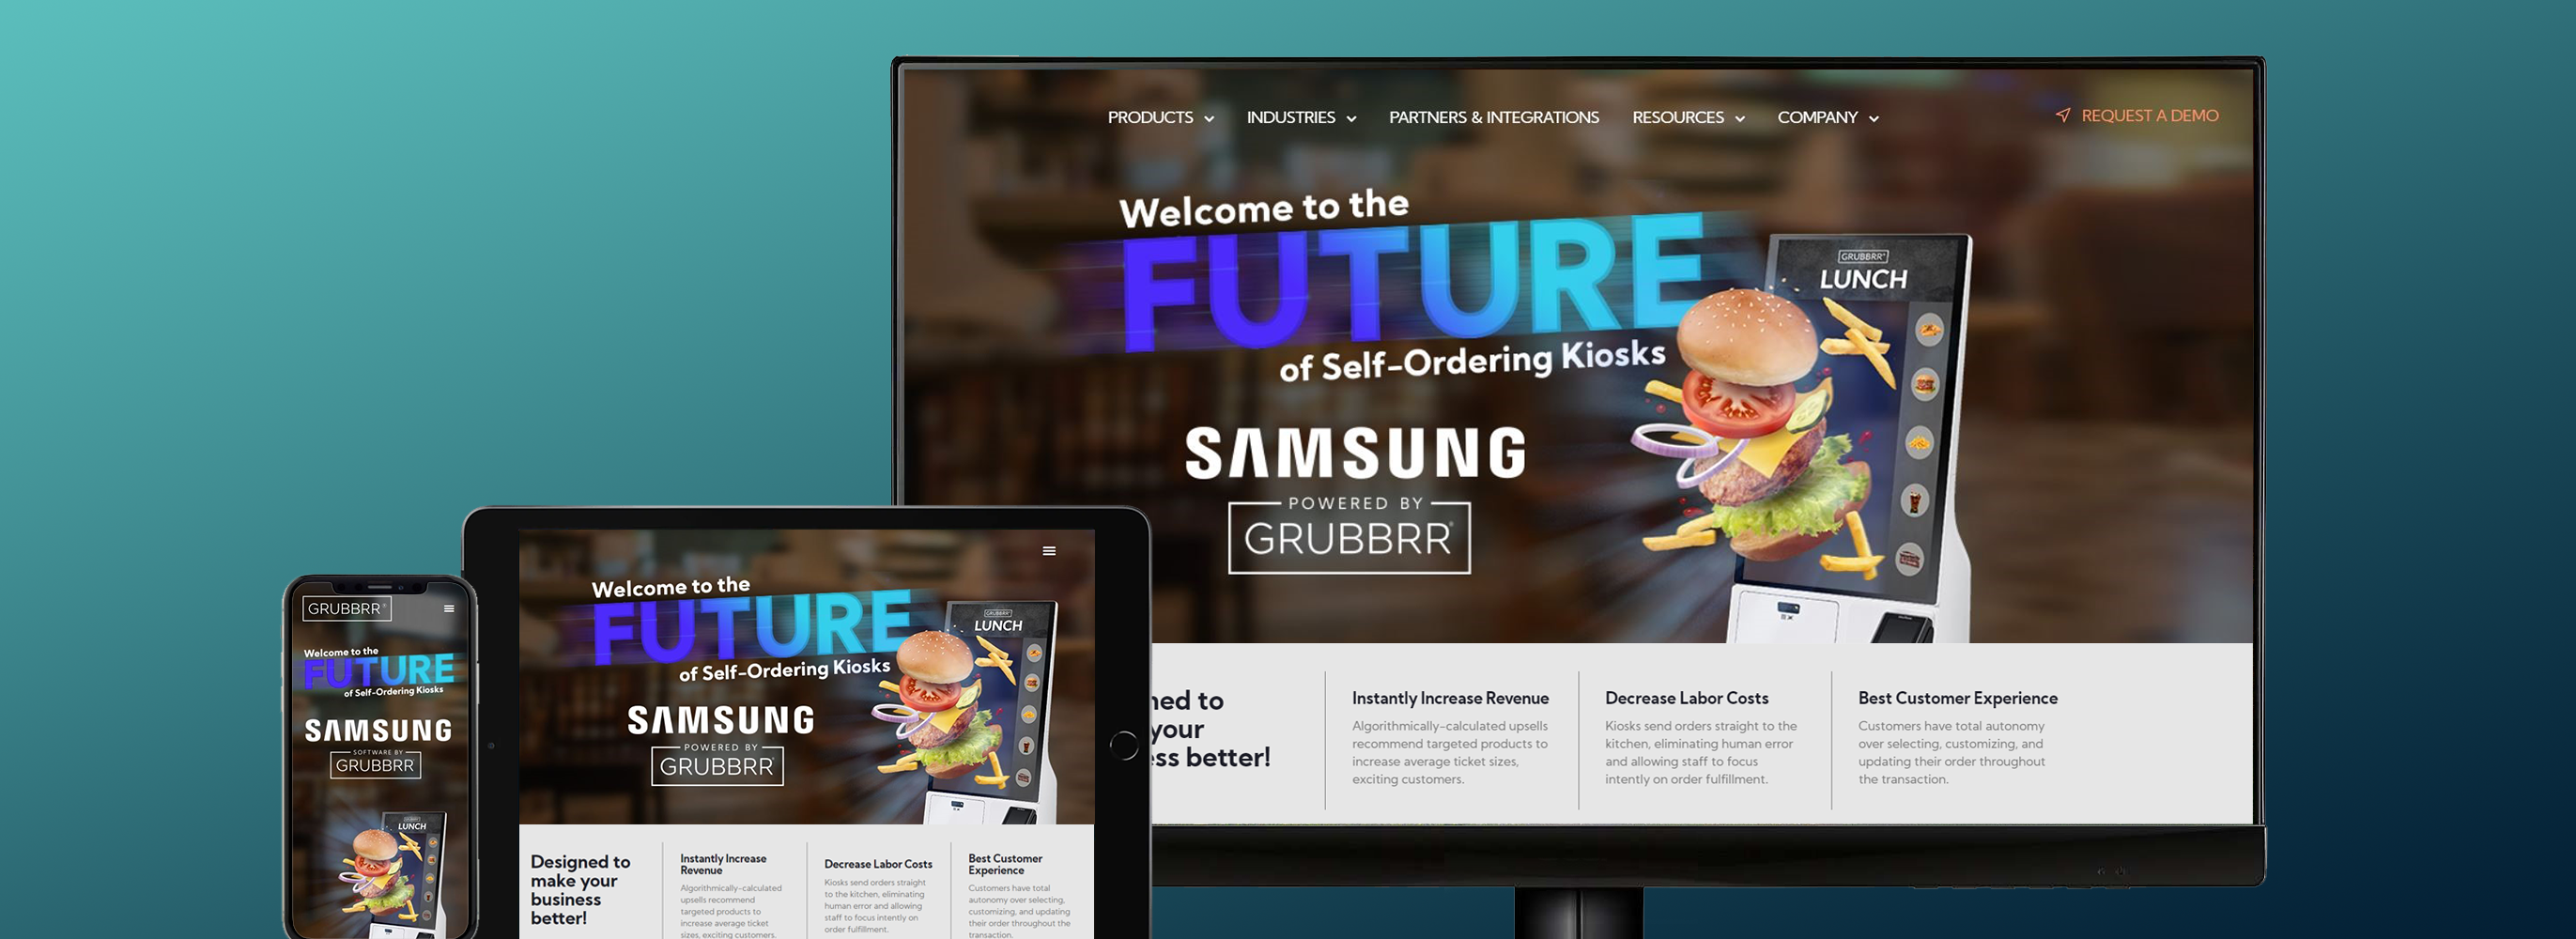 PRODUCTS INDUSTRIES PARTNERS & INTEGRATIONS RESOURCES COMPANY REQUEST A DEMO
Welcome to the
FUTURE
of Self-Ordering Kiosks
SAMSUNG
POWERED BY
GRUBBRR
GRUBBRR
LUNCH
ned to
your
ess better!
Instantly Increase Revenue
Algorithmically-calculated upsells
recommend targeted products to
increase average ticket sizes,
exciting customers.
Decrease Labor Costs
Kiosks send orders straight to the
kitchen, eliminating human error
and allowing staff to focus
intently on order fulfillment.
Best Customer Experience
Customers have total autonomy
over selecting, customizing, and
updating their order throughout
the transaction.
Welcome to the
FUTURE
of Self-Ordering Kiosks
SAMSUNG
POWERED BY
GRUBBRR
GRUBBRR
LUNCH
Designed to
make your
business
better!
Instantly Increase
Revenue
Algorithmically-calculated
upsells recommend
targeted products to
increase average ticket
sizes, exciting customers.
Decrease Labor Costs
Kiosks send orders straight
to the kitchen, eliminating
human error and allowing
staff to focus intently on
order fulfillment.
Best Customer
Experience
Customers have total
autonomy over selecting,
customizing, and updating
their order throughout the
transaction.
GRUBBRR
Welcome to the
FUTURE
of Self-Ordering Kiosks
SAMSUNG
SOFTWARE BY
GRUBBRR
LUNCH